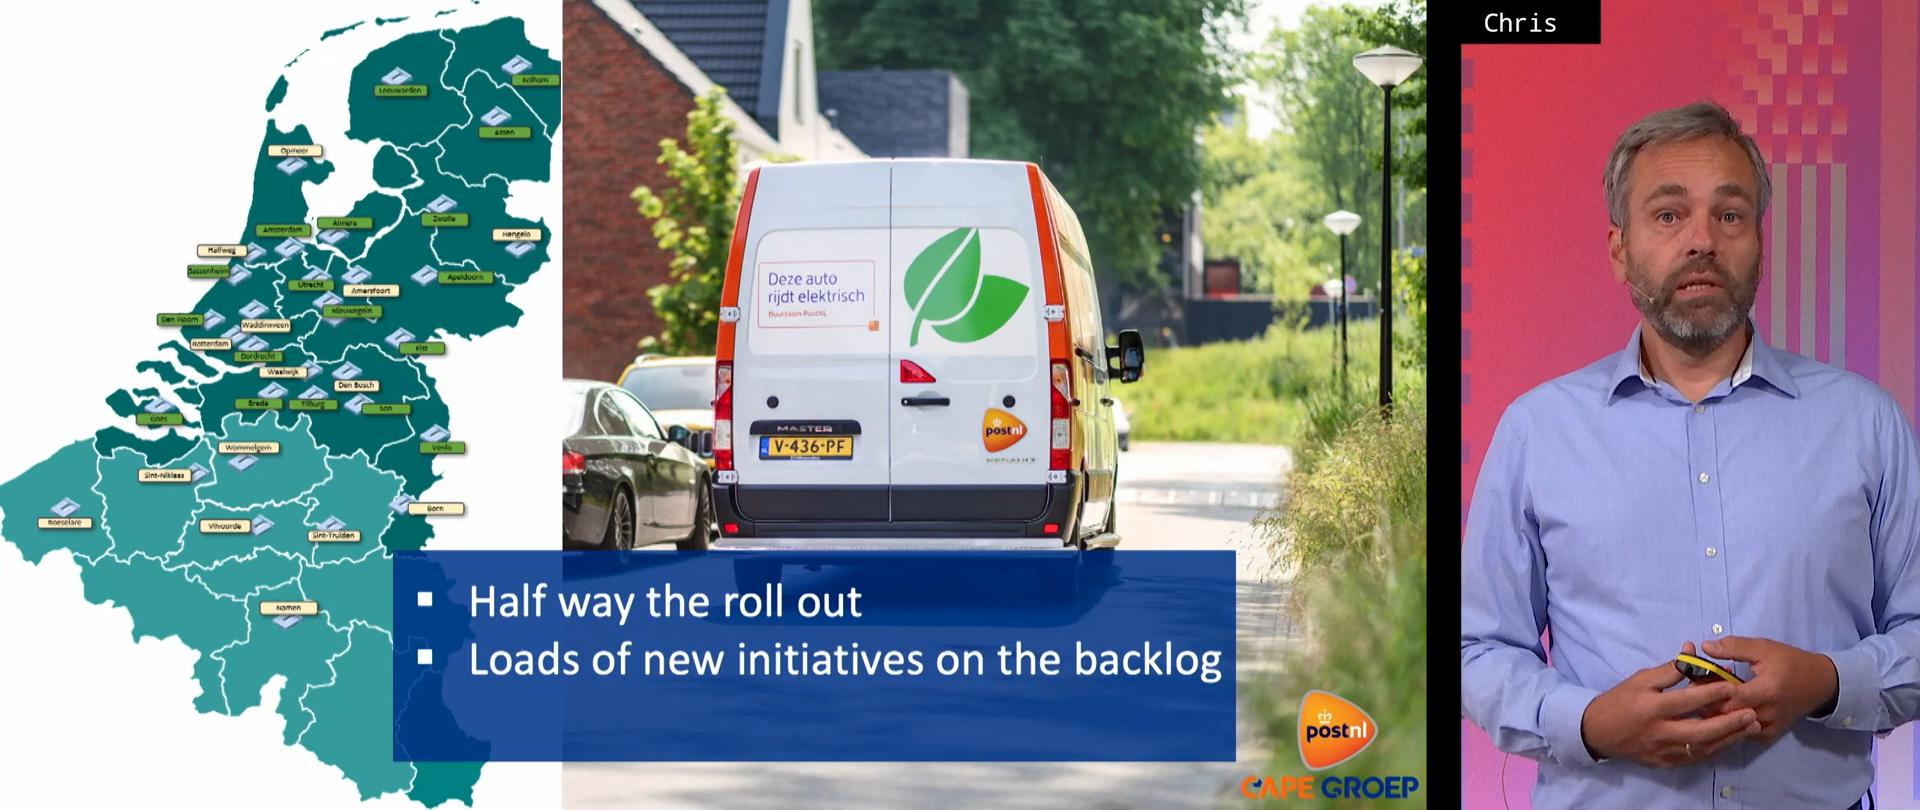 Chris
Kolham
Leeuwarden
Assen
Opmeer
Zwolle
Almere
Amsterdam
Hengelo
Halfweg
Sassenheim
Apeldoorn
Utrecht
Amersfoort
Nieuwegein
Den Hoorn
Waddinxveen
Rotterdam
Dordrecht
Elst
Waalwijk
Den Bosch
Breda
Tilburg
Son
Goes
Venlo
Wommelgem
Sint-Niklaas
Born
Roeselare
Vilvoorde
Sint-Truiden
Namen
Deze auto
rijdt elektrisch
Duurzaam PostNL
MASTER
NL
V-436-PF
postnl
RENAULT
▪ Half way the roll out
▪ Loads of new initiatives on the backlog
postnl
CAPE GROEP